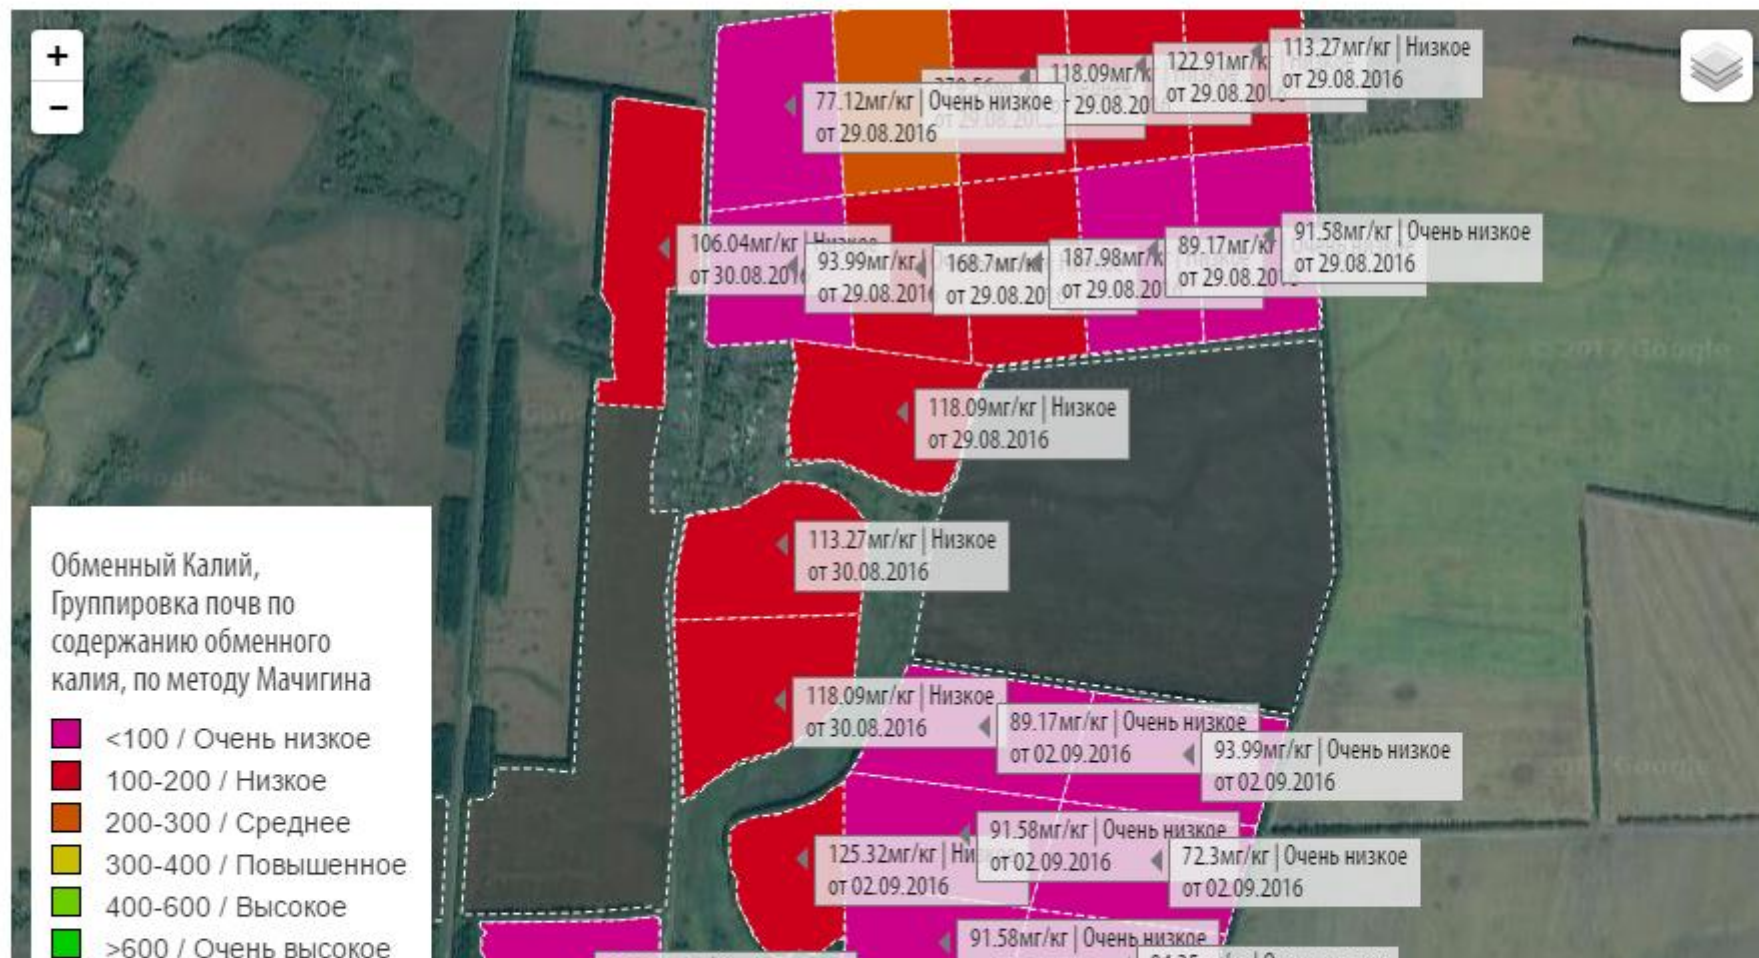 +
−
77.12мг/кг | Очень низкое
от 29.08.2016
118.09мг/к
29.08.20
122.91мг/к
от 29.08.20
113.27мг/кг | Низкое
от 29.08.2016
106.04мг/кг | Низкое
от 30.08.201
93.99мг/кг
от 29.08.201
168.7мг/кг
от 29.08.20
187.98мг/к
от 29.08.201
89.17мг/кг
от 29.08.20
91.58мг/кг | Очень низкое
от 29.08.2016
118.09мг/кг | Низкое
от 29.08.2016
113.27мг/кг | Низкое
от 30.08.2016
118.09мг/кг | Низкое
от 30.08.2016
89.17мг/кг | Очень низкое
от 02.09.2016
93.99мг/кг | Очень низкое
от 02.09.2016
125.32мг/кг | Ни
от 02.09.2016
91.58мг/кг | Очень низкое
от 02.09.2016
72.3мг/кг | Очень низкое
от 02.09.2016
91.58мг/кг | Очень низкое
Обменный Калий,
Группировка почв по
содержанию обменного
калия, по методу Мачигина
<100 / Очень низкое
100-200 / Низкое
200-300 / Среднее
300-400 / Повышенное
400-600 / Высокое
>600 / Очень высокое